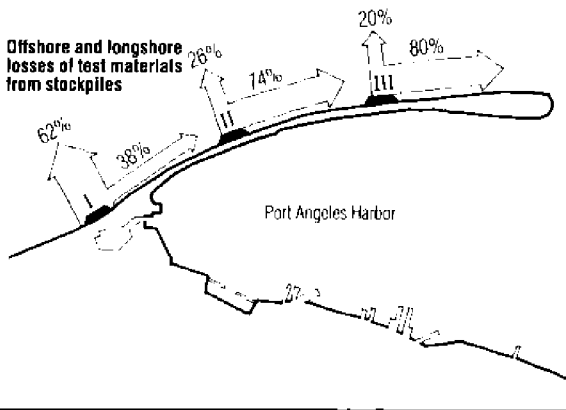 Offshore and longshore
losses of test materials
from stockpiles
20%
80%
26%
74%
III
II
62%
38%
I
Port Angeles Harbor